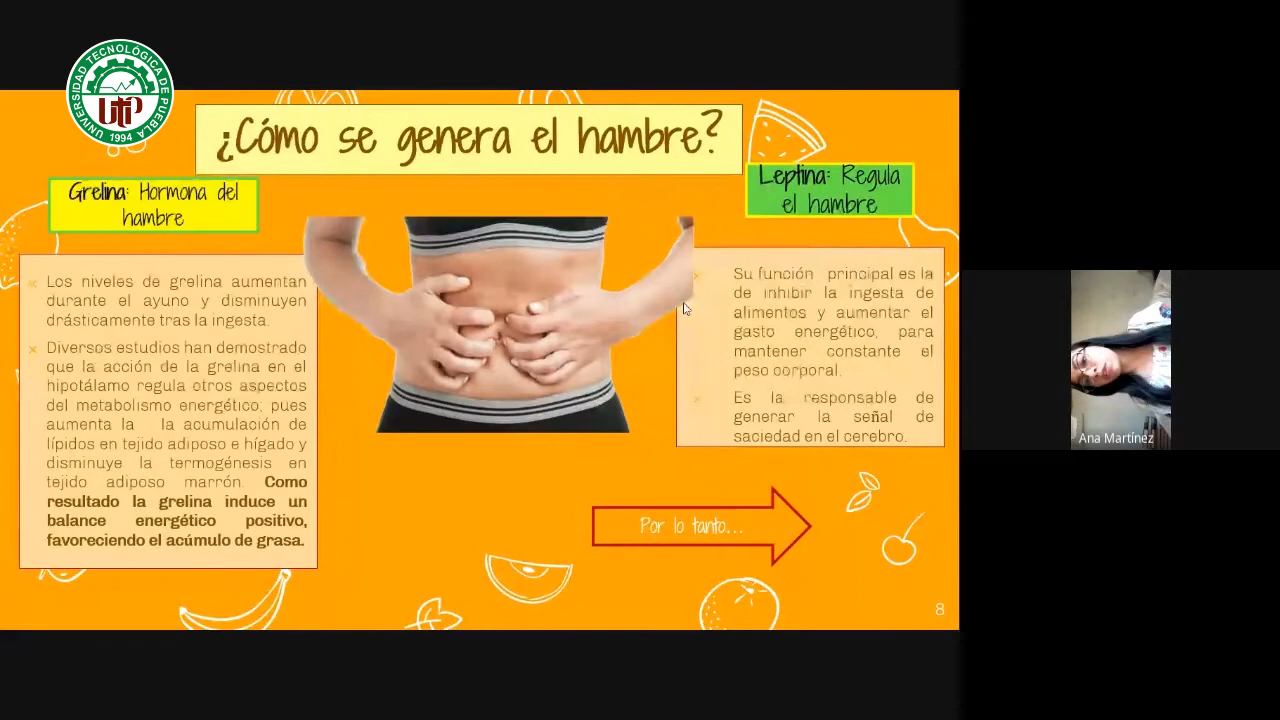 UNIVERSIDAD TECNOLÓGICA DE PUEBLA
UTP
1994
¿Cómo se genera el hambre?
Grelina: Hormona del
hambre
Leptina: Regula
el hambre
Los niveles de grelina aumentan
durante el ayuno y disminuyen
drásticamente tras la ingesta.
Diversos estudios han demostrado
que la acción de la grelina en el
hipotálamo regula otros aspectos
del metabolismo energético; pues
aumenta la la acumulación de
lípidos en tejido adiposo e hígado y
disminuye la termogénesis en
tejido adiposo marrón. Como
resultado la grelina induce un
balance energético positivo,
favoreciendo el acúmulo de grasa.
Su función principal es la
de inhibir la ingesta de
alimentos y aumentar el
gasto energético, para
mantener constante el
peso corporal.
Es la responsable de
generar la señal de
saciedad en el cerebro.
Por lo tanto...
8
Ana Martínez